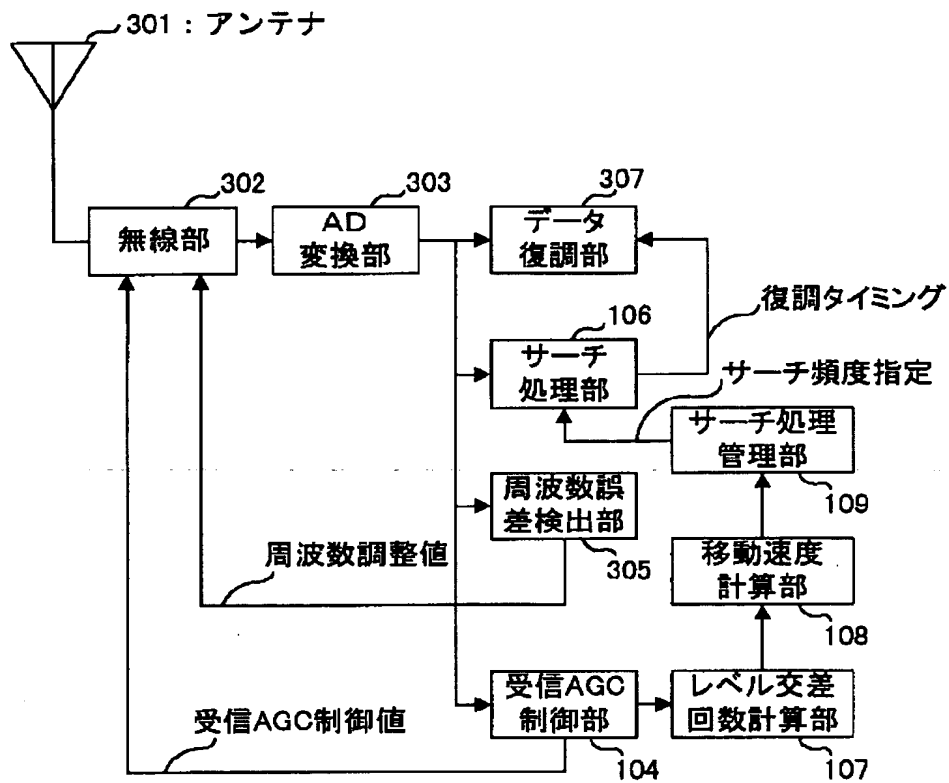 301：アンテナ
302
303
307
無線部
AD
変換部
データ
復調部
復調タイミング
106
サーチ
処理部
サーチ頻度指定
サーチ処理
管理部
109
周波数誤
差検出部
305
周波数調整値
移動速度
計算部
108
受信AGC
制御部
104
レベル交差
回数計算部
107
受信AGC制御値